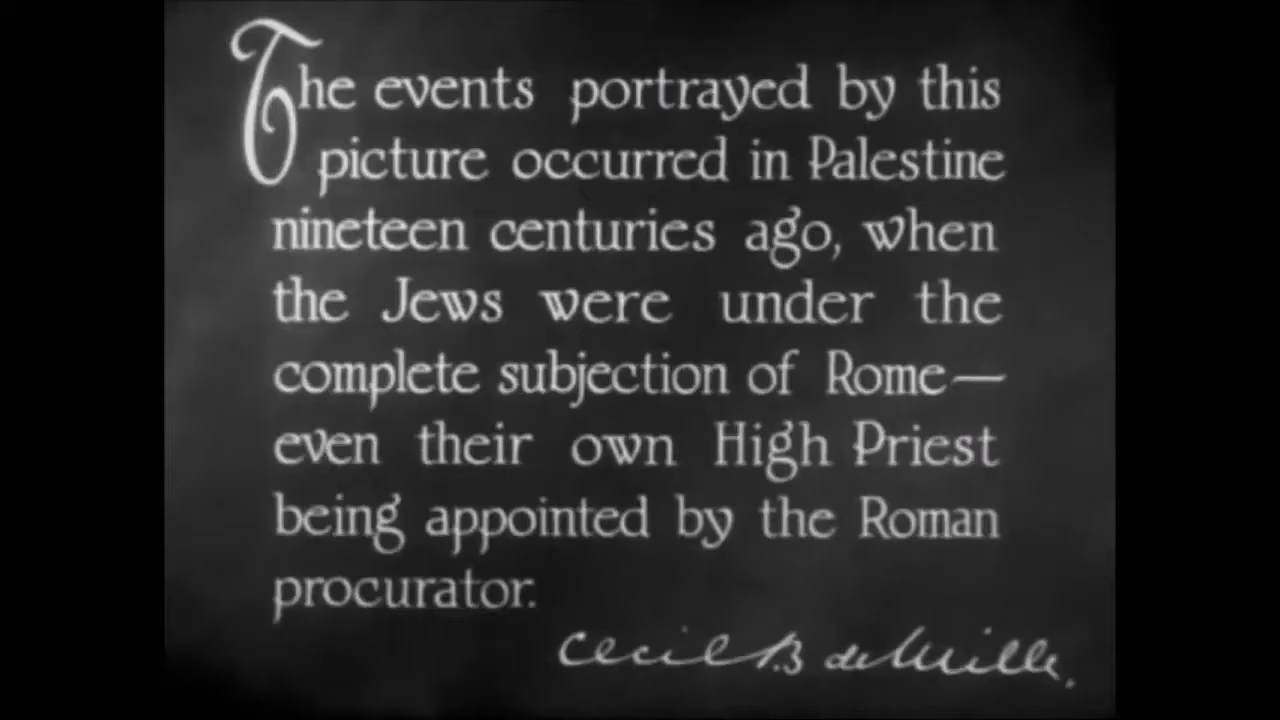 The events portrayed by this
picture occurred in Palestine
nineteen centuries ago, when
the Jews were under the
complete subjection of Rome—
even their own High Priest
being appointed by the Roman
procurator.
Cecil B deMille.